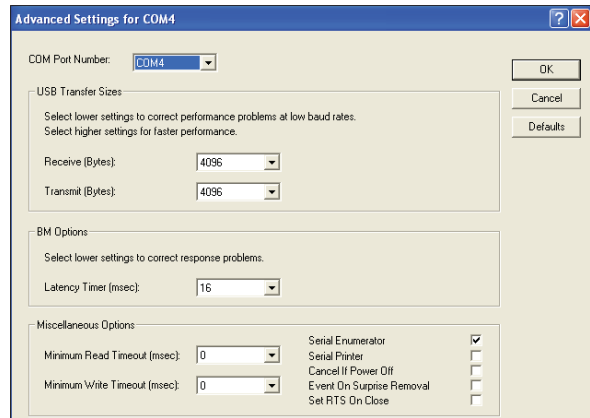 Advanced Settings for COM4
COM Port Number: COM4
OK
USB Transfer Sizes
Cancel
Select lower settings to correct performance problems at low baud rates.
Defaults
Select higher settings for faster performance.
Receive (Bytes): 4096
Transmit (Bytes): 4096
BM Options
Select lower settings to correct response problems.
Latency Timer (msec): 16
Miscellaneous Options
Serial Enumerator
Minimum Read Timeout (msec): 0
Serial Printer
Cancel If Power Off
Minimum Write Timeout (msec): 0
Event On Surprise Removal
Set RTS On Close